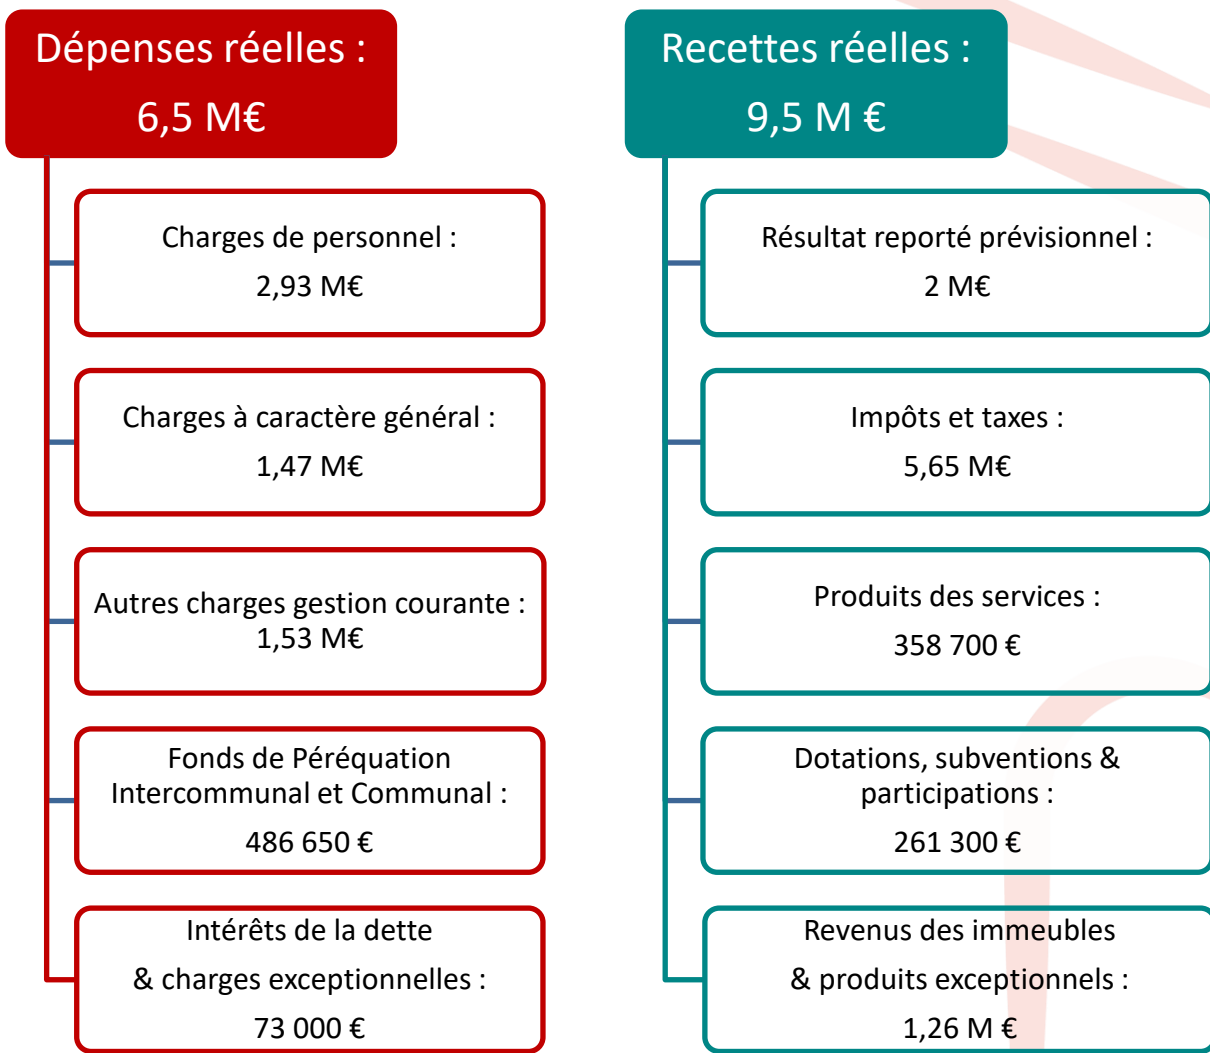 Dépenses réelles :
6,5 M€
Charges de personnel :
2,93 M€
Charges à caractère général :
1,47 M€
Autres charges gestion courante :
1,53 M€
Fonds de Péréquation
Intercommunal et Communal :
486 650 €
Intérêts de la dette
& charges exceptionnelles :
73 000 €
Recettes réelles :
9,5 M €
Résultat reporté prévisionnel :
2 M€
Impôts et taxes :
5,65 M€
Produits des services :
358 700 €
Dotations, subventions &
participations :
261 300 €
Revenus des immeubles
& produits exceptionnels :
1,26 M €